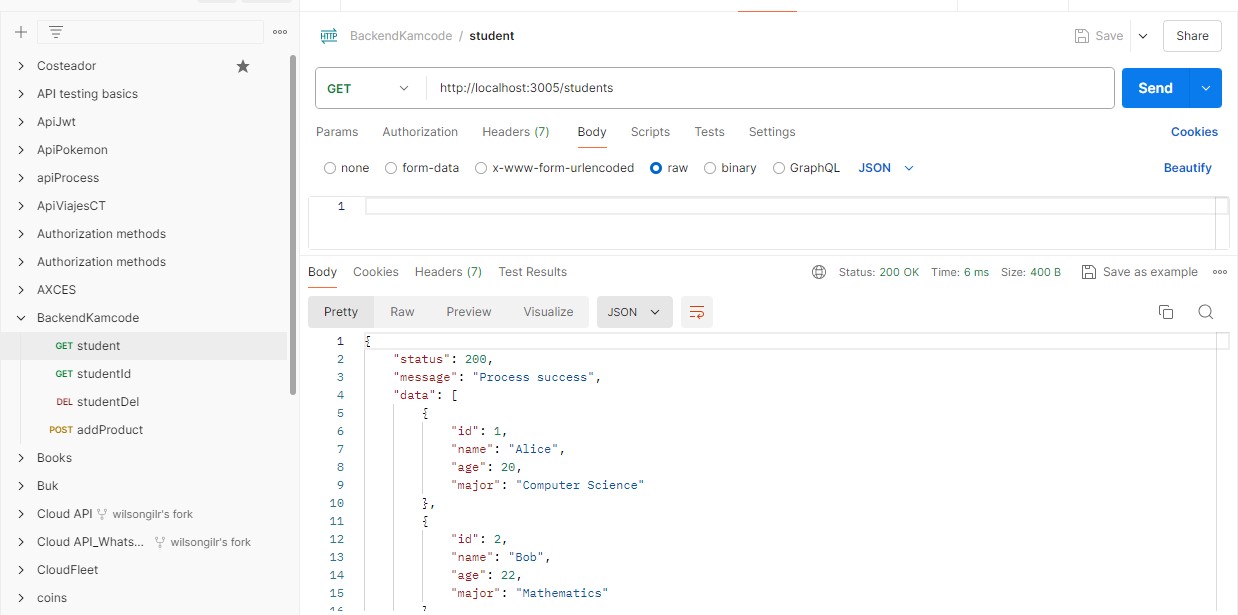 Costeador
API testing basics
ApiJwt
ApiPokemon
apiProcess
ApiViajesCT
Authorization methods
Authorization methods
AXCES
BackendKamcode
GET student
GET studentId
DEL studentDel
POST addProduct
Books
Buk
Cloud API wilsongilr's fork
Cloud API_Whats... wilsongilr's fork
CloudFleet
coins
HTTP BackendKamcode / student
Save Share
GET http://localhost:3005/students Send
Params Authorization Headers (7) Body Scripts Tests Settings Cookies
none form-data x-www-form-urlencoded raw binary GraphQL JSON Beautify
1
Body Cookies Headers (7) Test Results Status: 200 OK Time: 6 ms Size: 400 B Save as example
Pretty Raw Preview Visualize JSON
1 {
2 "status": 200,
3 "message": "Process success",
4 "data": [
5 {
6 "id": 1,
7 "name": "Alice",
8 "age": 20,
9 "major": "Computer Science"
10 },
11 {
12 "id": 2,
13 "name": "Bob",
14 "age": 22,
15 "major": "Mathematics"
16 }